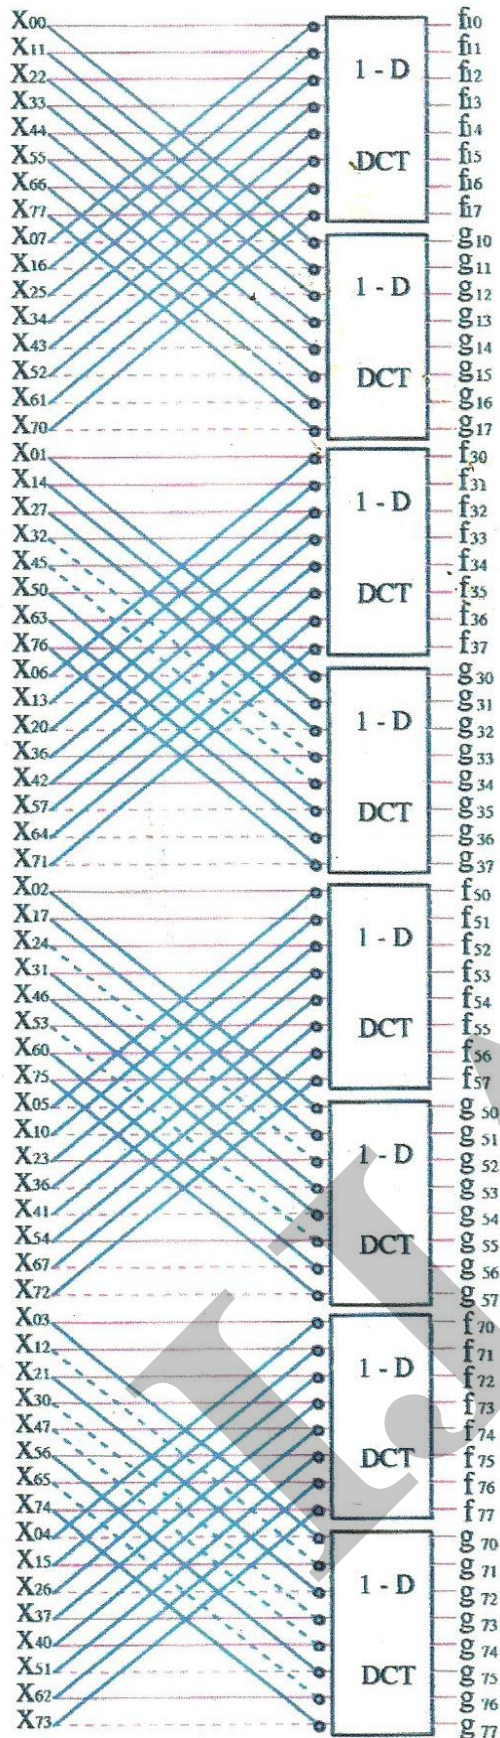 X00 f10
X11 f11
X22 1 - D f12
X33 f13
X44 f14
X55 DCT f15
X66 f16
X77 f17
X07 g10
X16 g11
X25 1 - D g12
X34 g13
X43 g14
X52 DCT g15
X61 g16
X70 g17
X01 f30
X14 f31
X27 1 - D f32
X32 f33
X45 f34
X50 DCT f35
X63 f36
X76 f37
X06 g30
X13 g31
X20 1 - D g32
X36 g33
X42 g34
X57 DCT g35
X64 g36
X71 g37
X02 f50
X17 f51
X24 1 - D f52
X31 f53
X46 f54
X53 DCT f55
X60 f56
X75 f57
X05 g50
X10 g51
X23 1 - D g52
X36 g53
X41 g54
X54 DCT g55
X67 g56
X72 g57
X03 f70
X12 f71
X21 1 - D f72
X30 f73
X47 f74
X56 DCT f75
X65 f76
X74 f77
X04 g70
X15 g71
X26 1 - D g72
X37 g73
X40 g74
X51 DCT g75
X62 g76
X73 g77